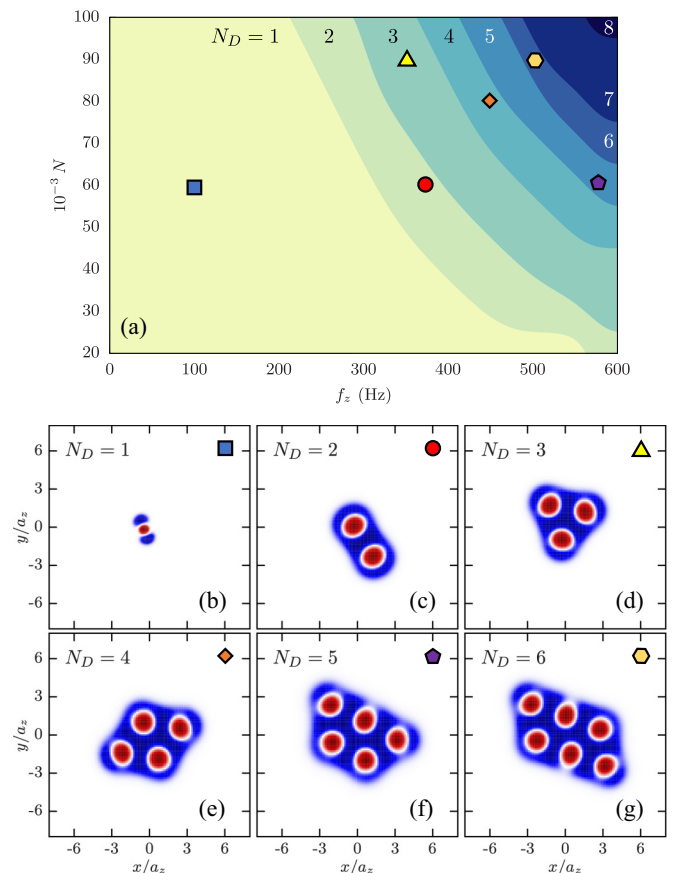 100
90
80
70
60
50
40
30
20
10⁻³ N
N_D = 1 2 3 4 5 8
7
6
(a)
0 100 200 300 400 500 600
f_z (Hz)
6
3
0
-3
-6
y/a_z
N_D = 1
(b)
N_D = 2
(c)
N_D = 3
(d)
6
3
0
-3
-6
y/a_z
N_D = 4
(e)
N_D = 5
(f)
N_D = 6
(g)
-6 -3 0 3 6
x/a_z
-6 -3 0 3 6
x/a_z
-6 -3 0 3 6
x/a_z